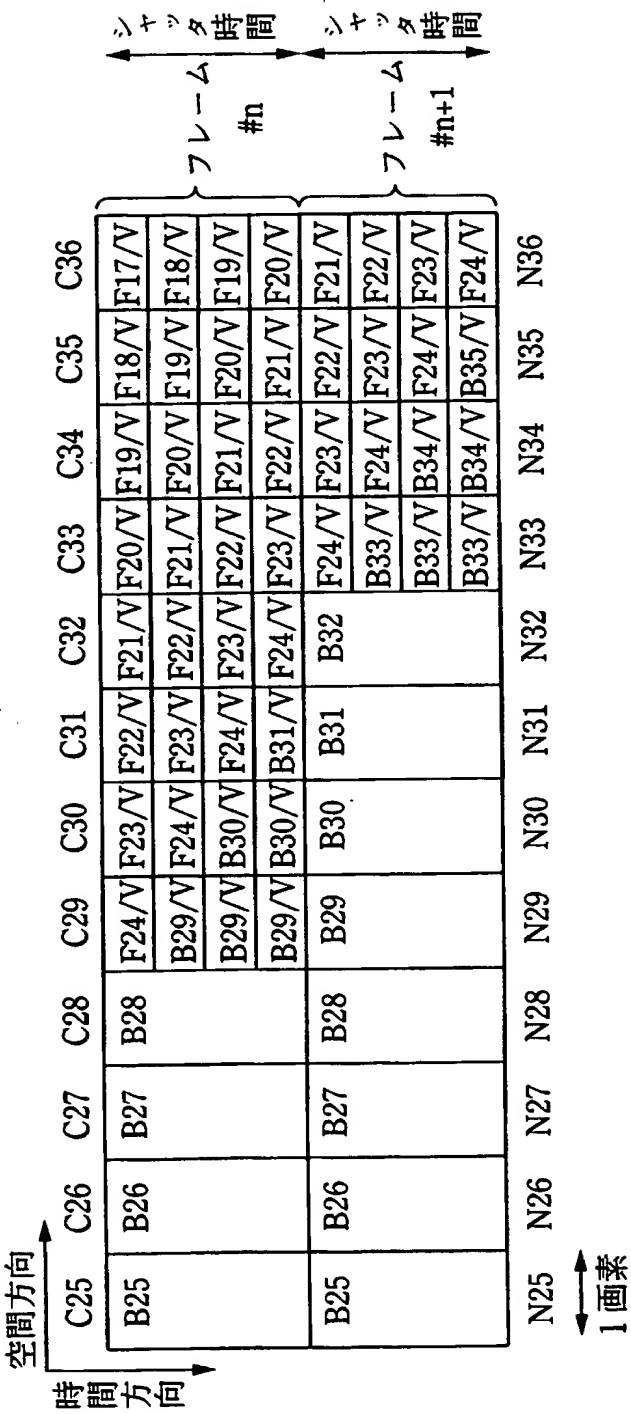 空間方向
時間方向
C25 C26 C27 C28 C29 C30 C31 C32 C33 C34 C35 C36
B25 B26 B27 B28 F24/V F23/V F22/V F21/V F20/V F19/V F18/V F17/V
B29/V F24/V F23/V F22/V F21/V F20/V F19/V F18/V
B29/V B30/V F24/V F23/V F22/V F21/V F20/V F19/V
B29/V B30/V B31/V F24/V F23/V F22/V F21/V F20/V
フレーム
#n
シャッタ時間
B25 B26 B27 B28 B29 B30 B31 B32 F24/V F23/V F22/V F21/V
B33/V F24/V F23/V F22/V
B33/V B34/V F24/V F23/V
B33/V B34/V B35/V F24/V
フレーム
#n+1
シャッタ時間
N25 N26 N27 N28 N29 N30 N31 N32 N33 N34 N35 N36
1画素